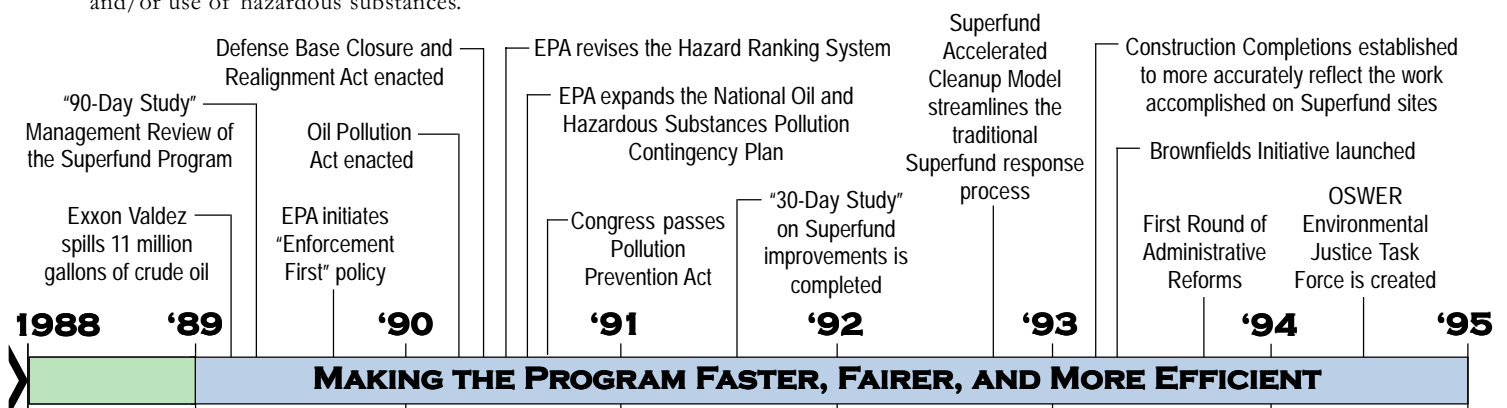 and/or use of hazardous substances.
Defense Base Closure and
Realignment Act enacted
"90-Day Study"
Management Review of
the Superfund Program
Oil Pollution
Act enacted
Exxon Valdez
spills 11 million
gallons of crude oil
EPA initiates
"Enforcement
First" policy
EPA revises the Hazard Ranking System
EPA expands the National Oil and
Hazardous Substances Pollution
Contingency Plan
Congress passes
Pollution
Prevention Act
"30-Day Study"
on Superfund
improvements is
completed
Superfund
Accelerated
Cleanup Model
streamlines the
traditional
Superfund response
process
Construction Completions established
to more accurately reflect the work
accomplished on Superfund sites
Brownfields Initiative launched
First Round of
Administrative
Reforms
OSWER
Environmental
Justice Task
Force is created
1988 ‘89 ‘90 ‘91 ‘92 ‘93 ‘94 ‘95
MAKING THE PROGRAM FASTER, FAIRER, AND MORE EFFICIENT